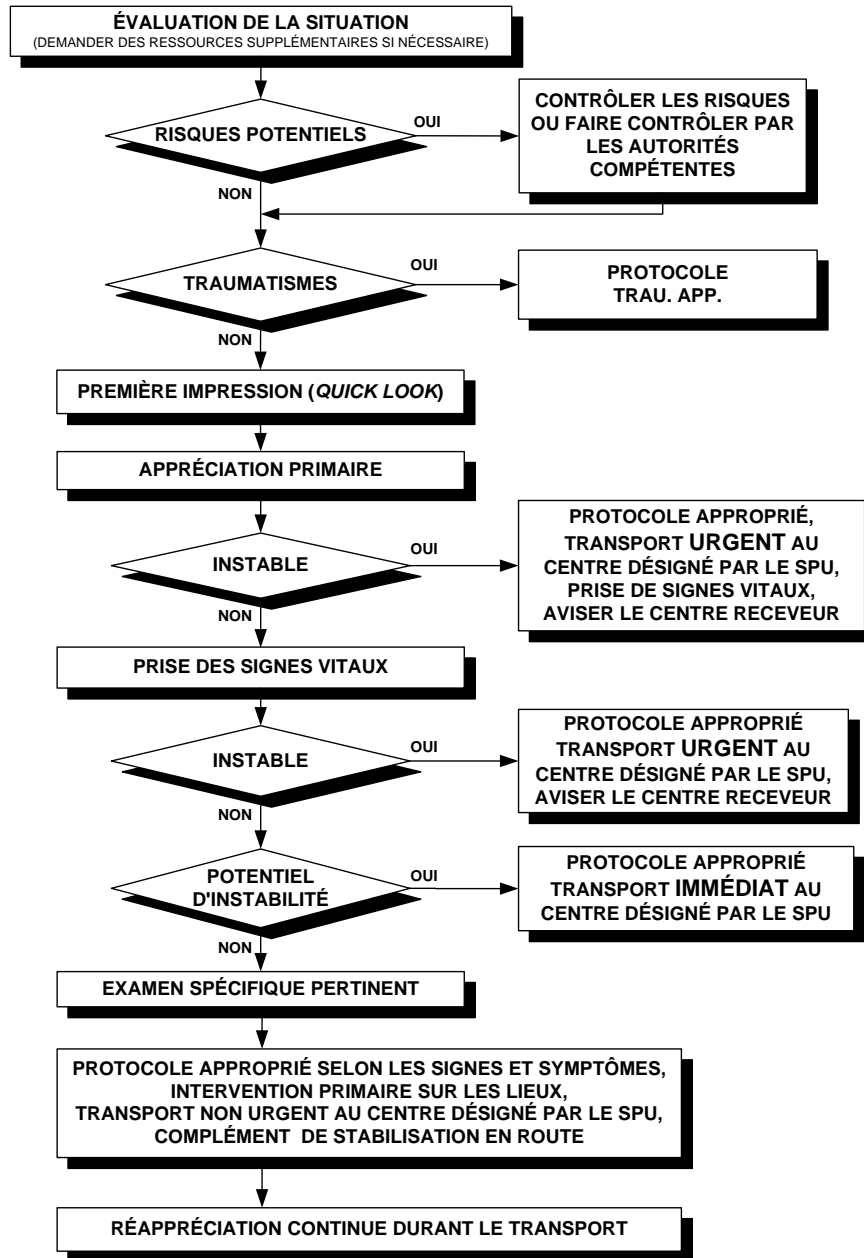 ÉVALUATION DE LA SITUATION
(DEMANDER DES RESSOURCES SUPPLÉMENTAIRES SI NÉCESSAIRE)
RISQUES POTENTIELS
OUI
CONTRÔLER LES RISQUES
OU FAIRE CONTRÔLER PAR
LES AUTORITÉS
COMPÉTENTES
NON
TRAUMATISMES
OUI
PROTOCOLE
TRAU. APP.
NON
PREMIÈRE IMPRESSION (QUICK LOOK)
APPRÉCIATION PRIMAIRE
INSTABLE
OUI
PROTOCOLE APPROPRIÉ,
TRANSPORT URGENT AU
CENTRE DÉSIGNÉ PAR LE SPU,
PRISE DE SIGNES VITAUX,
AVISER LE CENTRE RECEVEUR
NON
PRISE DES SIGNES VITAUX
INSTABLE
OUI
PROTOCOLE APPROPRIÉ
TRANSPORT URGENT AU
CENTRE DÉSIGNÉ PAR LE SPU,
AVISER LE CENTRE RECEVEUR
NON
POTENTIEL
D'INSTABILITÉ
OUI
PROTOCOLE APPROPRIÉ
TRANSPORT IMMÉDIAT AU
CENTRE DÉSIGNÉ PAR LE SPU
NON
EXAMEN SPÉCIFIQUE PERTINENT
PROTOCOLE APPROPRIÉ SELON LES SIGNES ET SYMPTÔMES,
INTERVENTION PRIMAIRE SUR LES LIEUX,
TRANSPORT NON URGENT AU CENTRE DÉSIGNÉ PAR LE SPU,
COMPLÉMENT DE STABILISATION EN ROUTE
RÉAPPRÉCIATION CONTINUE DURANT LE TRANSPORT